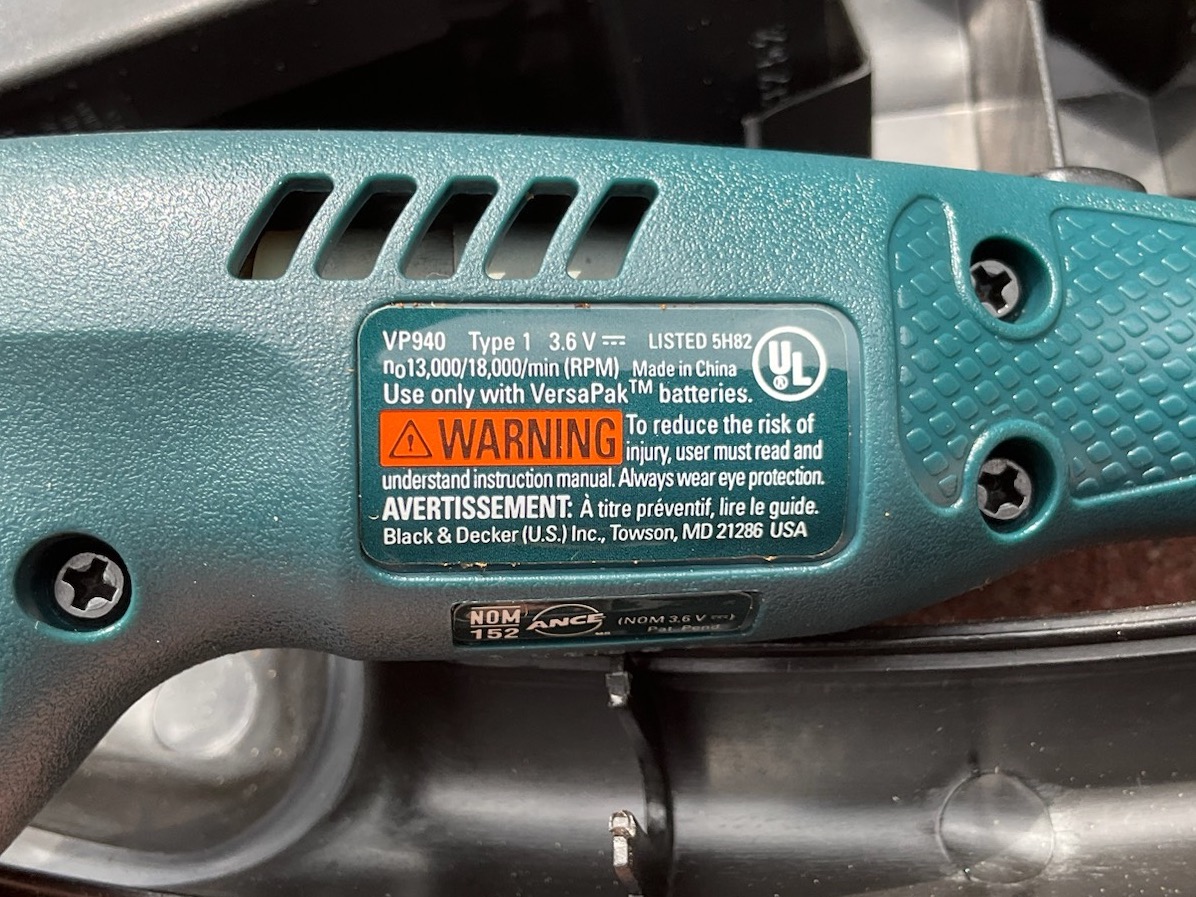 VP940 Type 1 3.6 V ⎓ LISTED 5H82
n₀13,000/18,000/min (RPM) Made in China
UL®
Use only with VersaPak™ batteries.
⚠ WARNING To reduce the risk of
injury, user must read and
understand instruction manual. Always wear eye protection.
AVERTISSEMENT: À titre préventif, lire le guide.
Black & Decker (U.S.) Inc., Towson, MD 21286 USA
NOM ANCE MR (NOM 3.6 V ⎓)
152 Pat. Pend.